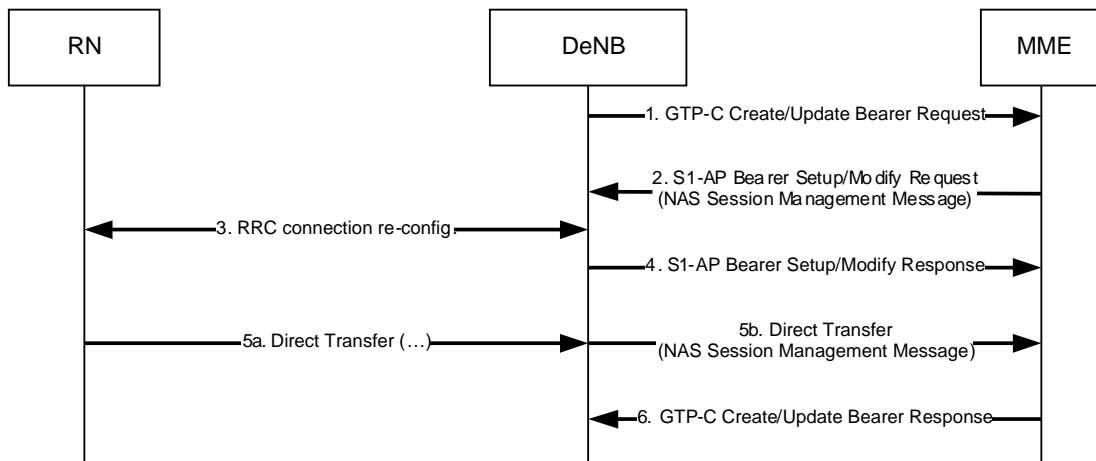 RN
DeNB
MME
1. GTP-C Create/Update Bearer Request
2. S1-AP Bearer Setup/Modify Request
(NAS Session Management Message)
3. RRC connection re-config.
4. S1-AP Bearer Setup/Modify Response
5a. Direct Transfer (…)
5b. Direct Transfer
(NAS Session Management Message)
6. GTP-C Create/Update Bearer Response